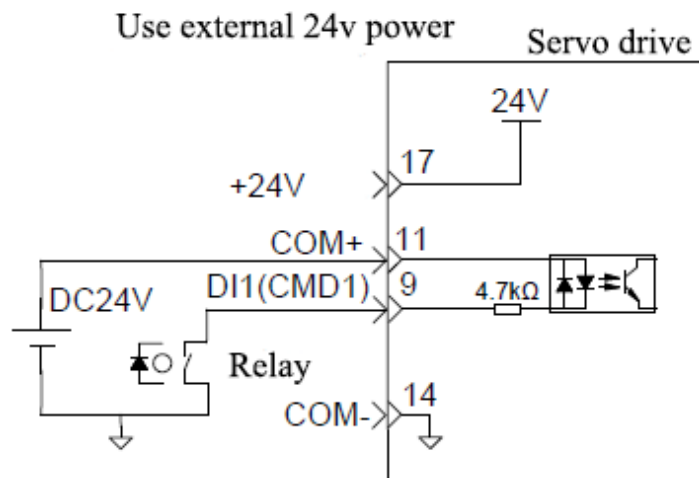 Use external 24v power
Servo drive
24V
17
+24V
COM+
11
DC24V
DI1(CMD1)
9
4.7kΩ
Relay
COM-
14